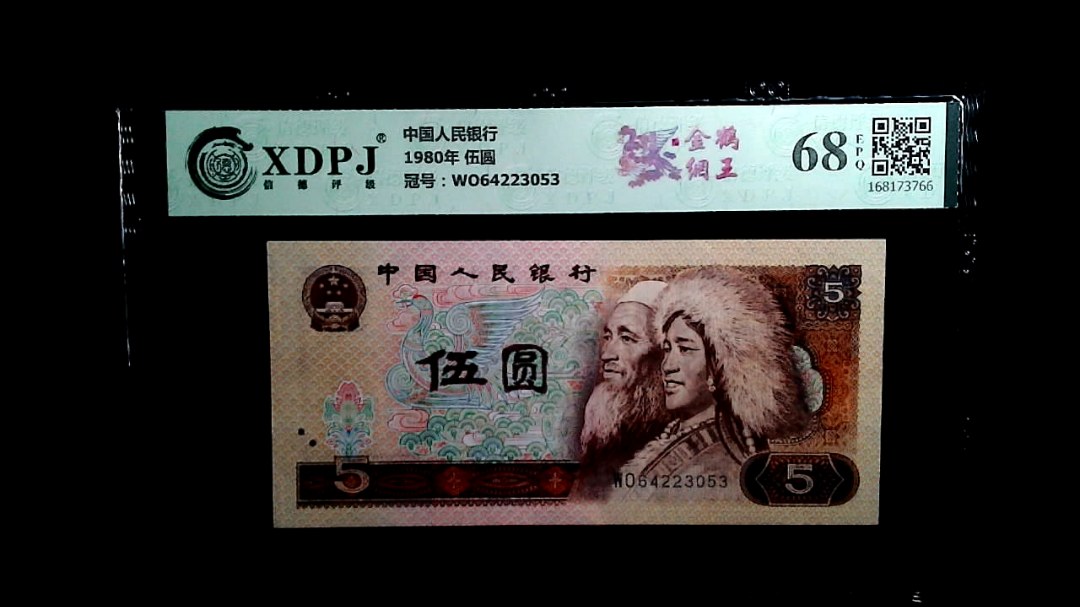 XDPJ®
信德评级
中国人民银行
1980年 伍圆
冠号：WO64223053
金鹤
纲王
68
EPQ
168173766
中国人民银行
5
伍圆
5
WO64223053
5